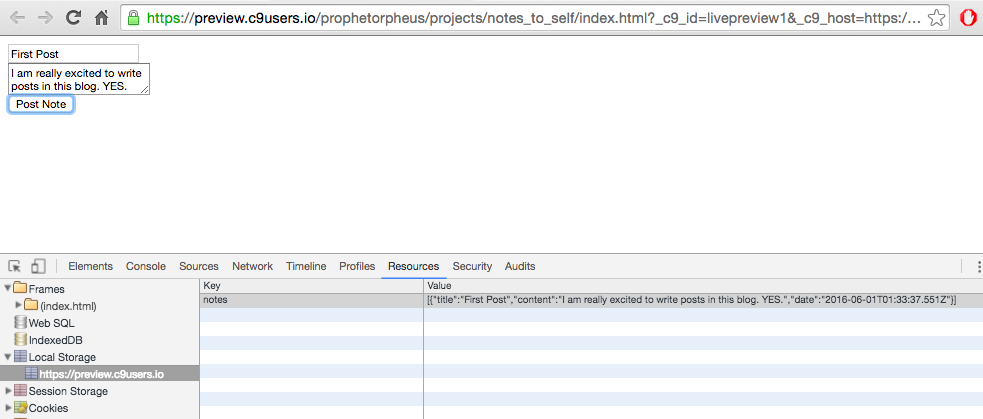 https://preview.c9users.io/prophetorpheus/projects/notes_to_self/index.html?_c9_id=livepreview1&_c9_host=https:/...
First Post
I am really excited to write
posts in this blog. YES.
Post Note
Elements Console Sources Network Timeline Profiles Resources Security Audits
Frames
(index.html)
Web SQL
IndexedDB
Local Storage
https://preview.c9users.io
Session Storage
Cookies
Key Value
notes [{"title":"First Post","content":"I am really excited to write posts in this blog. YES.","date":"2016-06-01T01:33:37.551Z"}]